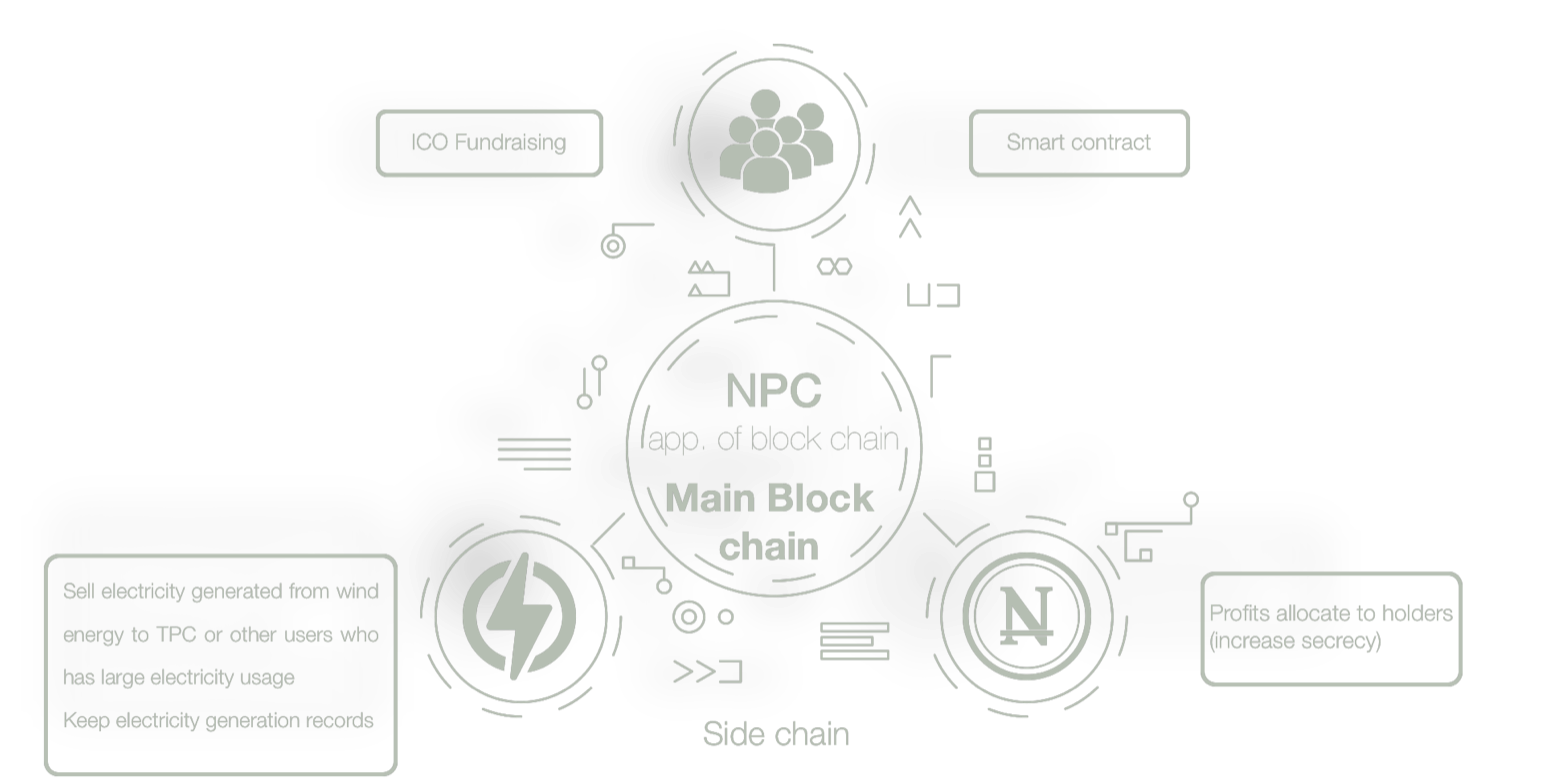 ICO Fundraising
Smart contract
NPC
app. of block chain
Main Block
chain
Sell electricity generated from wind
energy to TPC or other users who
has large electricity usage
Keep electricity generation records
N
Profits allocate to holders
(increase secrecy)
Side chain